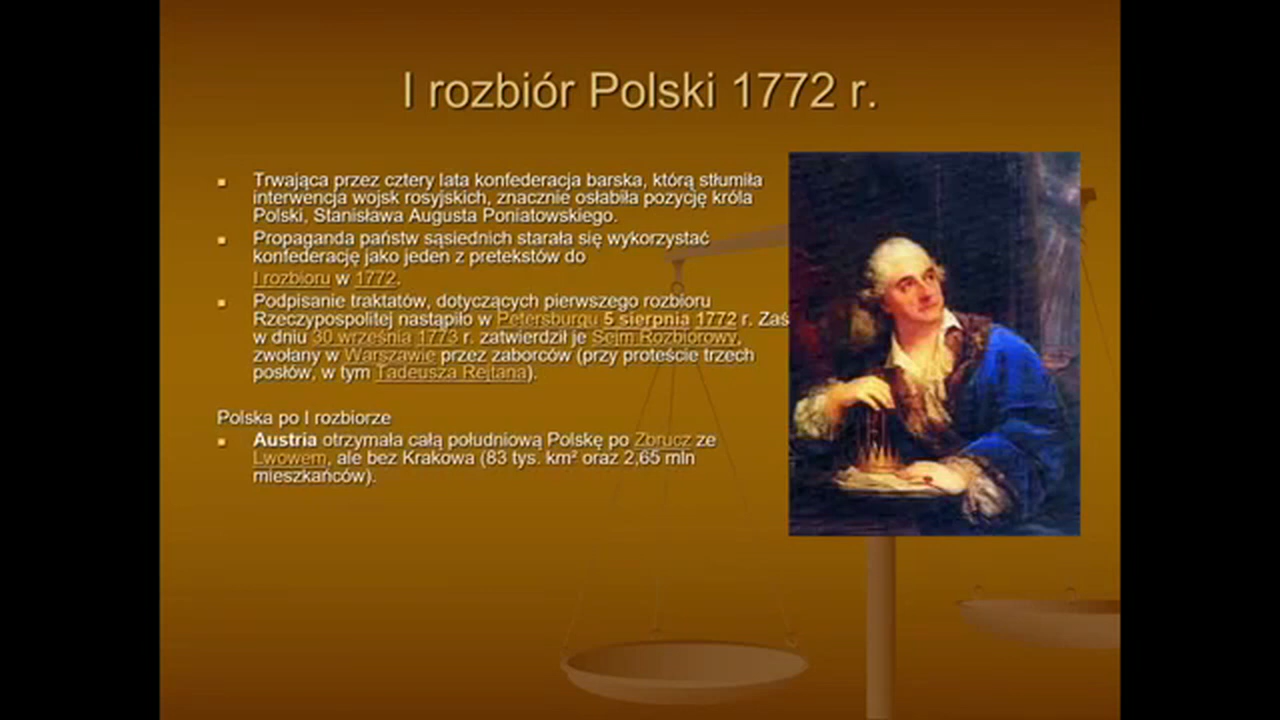 I rozbiór Polski 1772 r.
Trwająca przez cztery lata konfederacja barska, którą stłumiła
interwencja wojsk rosyjskich, znacznie osłabiła pozycję króla
Polski, Stanisława Augusta Poniatowskiego.
Propaganda państw sąsiednich starała się wykorzystać
konfederację jako jeden z pretekstów do
I rozbioru w 1772.
Podpisanie traktatów, dotyczących pierwszego rozbioru
Rzeczypospolitej nastąpiło w Petersburgu 5 sierpnia 1772 r. Zaś
w dniu 30 września 1773 r. zatwierdził je Sejm Rozbiorowy,
zwołany w Warszawie przez zaborców (przy proteście trzech
posłów, w tym Tadeusza Rejtana).
Polska po I rozbiorze
Austria otrzymała całą południową Polskę po Zbrucz ze
Lwowem, ale bez Krakowa (83 tys. km² oraz 2,65 mln
mieszkańców).